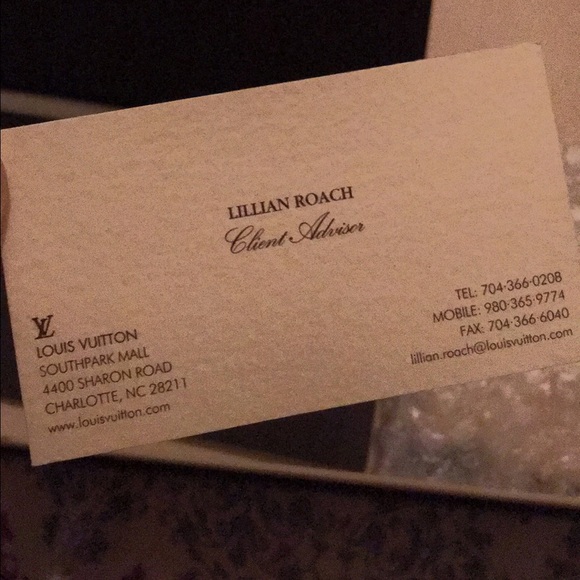 LILLIAN ROACH
Client Advisor
LV
LOUIS VUITTON
SOUTHPARK MALL
4400 SHARON ROAD
CHARLOTTE, NC 28211
www.louisvuitton.com
TEL: 704·366·0208
MOBILE: 980·365·9774
FAX: 704·366·6040
lillian.roach@louisvuitton.com